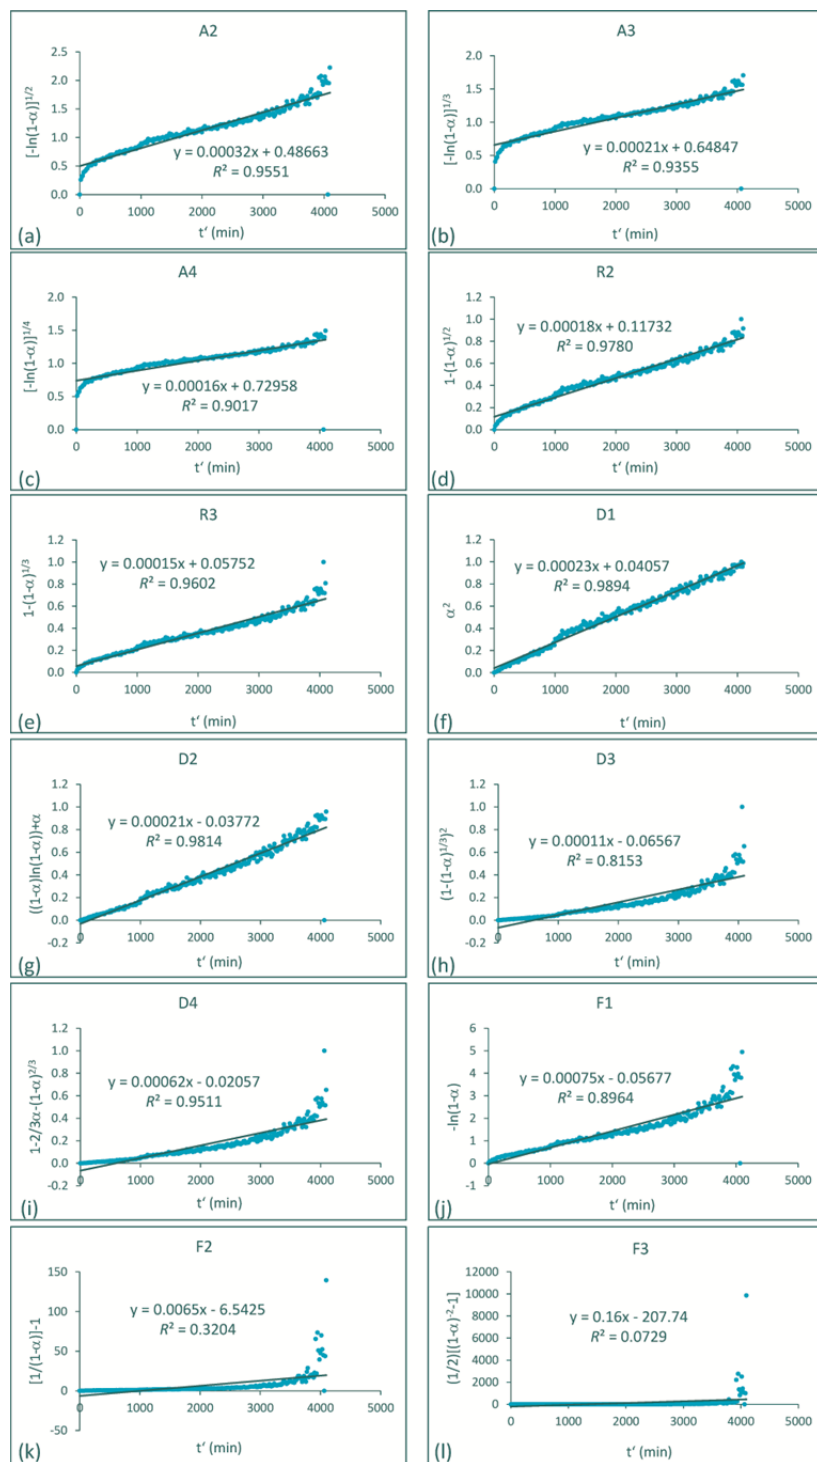 A2
[-ln(1-α)]1/2
2.5
2.0
1.5
1.0
0.5
0.0
y = 0.00032x + 0.48663
R² = 0.9551
0 1000 2000 3000 4000 5000
t‘ (min)
(a)
A3
[-ln(1-α)]1/3
2.5
2.0
1.5
1.0
0.5
0.0
y = 0.00021x + 0.64847
R² = 0.9355
0 1000 2000 3000 4000 5000
t‘ (min)
(b)
A4
[-ln(1-α)]1/4
2.0
1.5
1.0
0.5
0.0
y = 0.00016x + 0.72958
R² = 0.9017
0 1000 2000 3000 4000 5000
t‘ (min)
(c)
R2
1-(1-α)1/2
1.2
1.0
0.8
0.6
0.4
0.2
0.0
y = 0.00018x + 0.11732
R² = 0.9780
0 1000 2000 3000 4000 5000
t‘ (min)
(d)
R3
1-(1-α)1/3
1.2
1.0
0.8
0.6
0.4
0.2
0.0
y = 0.00015x + 0.05752
R² = 0.9602
0 1000 2000 3000 4000 5000
t‘ (min)
(e)
D1
α²
1.2
1.0
0.8
0.6
0.4
0.2
0.0
y = 0.00023x + 0.04057
R² = 0.9894
0 1000 2000 3000 4000 5000
t‘ (min)
(f)
D2
((1-α)ln(1-α))+α
1.2
1.0
0.8
0.6
0.4
0.2
0.0
-0.2
y = 0.00021x - 0.03772
R² = 0.9814
0 1000 2000 3000 4000 5000
t‘ (min)
(g)
D3
(1-(1-α)1/3)2
1.2
1.0
0.8
0.6
0.4
0.2
0.0
-0.2
y = 0.00011x - 0.06567
R² = 0.8153
0 1000 2000 3000 4000 5000
t‘ (min)
(h)
D4
1-2/3α-(1-α)2/3
1.2
1.0
0.8
0.6
0.4
0.2
0.0
-0.2
y = 0.00062x - 0.02057
R² = 0.9511
0 1000 2000 3000 4000 5000
t‘ (min)
(i)
F1
-ln(1-α)
6
5
4
3
2
1
0
-1
y = 0.00075x - 0.05677
R² = 0.8964
0 1000 2000 3000 4000 5000
t‘ (min)
(j)
F2
[1/(1-α)]-1
150
100
50
0
-50
y = 0.0065x - 6.5425
R² = 0.3204
0 1000 2000 3000 4000 5000
t‘ (min)
(k)
F3
(1/2)[(1-α)-2-1]
12000
10000
8000
6000
4000
2000
0
y = 0.16x - 207.74
R² = 0.0729
0 1000 2000 3000 4000 5000
t‘ (min)
(l)